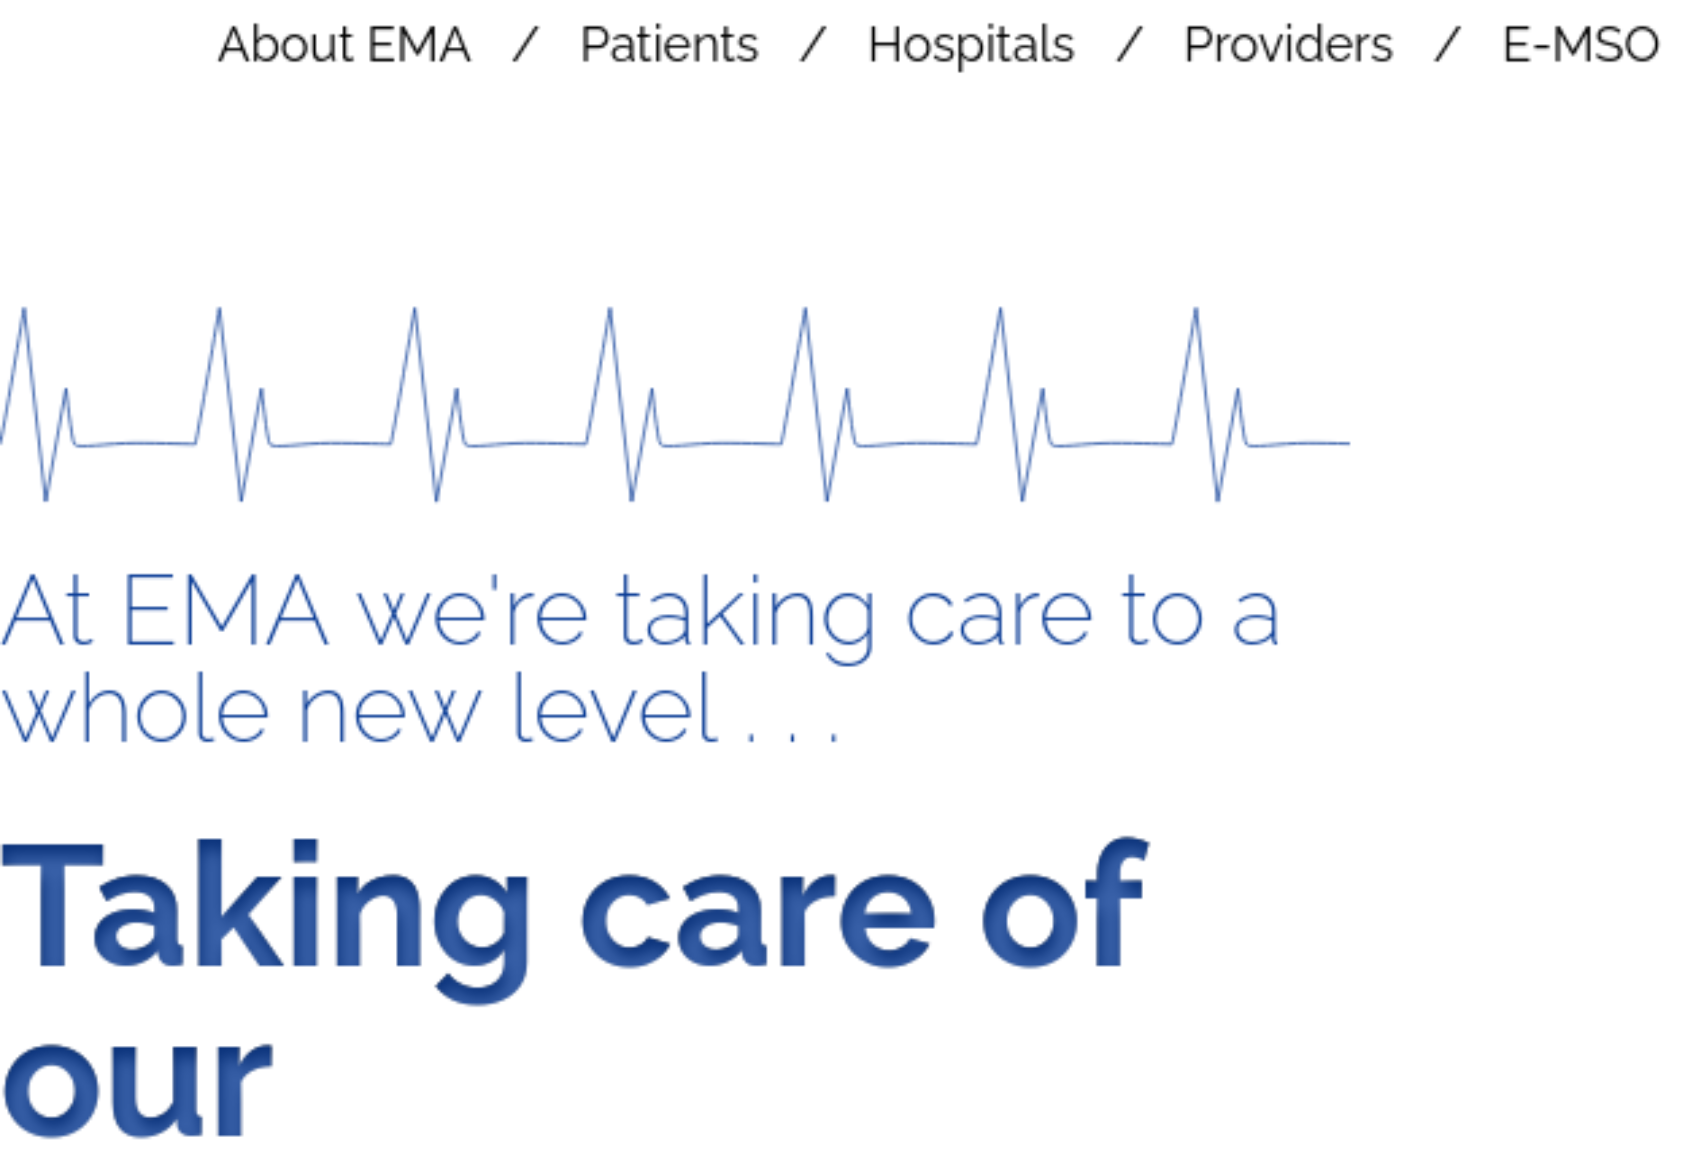 About EMA / Patients / Hospitals / Providers / E-MSO
At EMA we're taking care to a
whole new level . . .
Taking care of
our